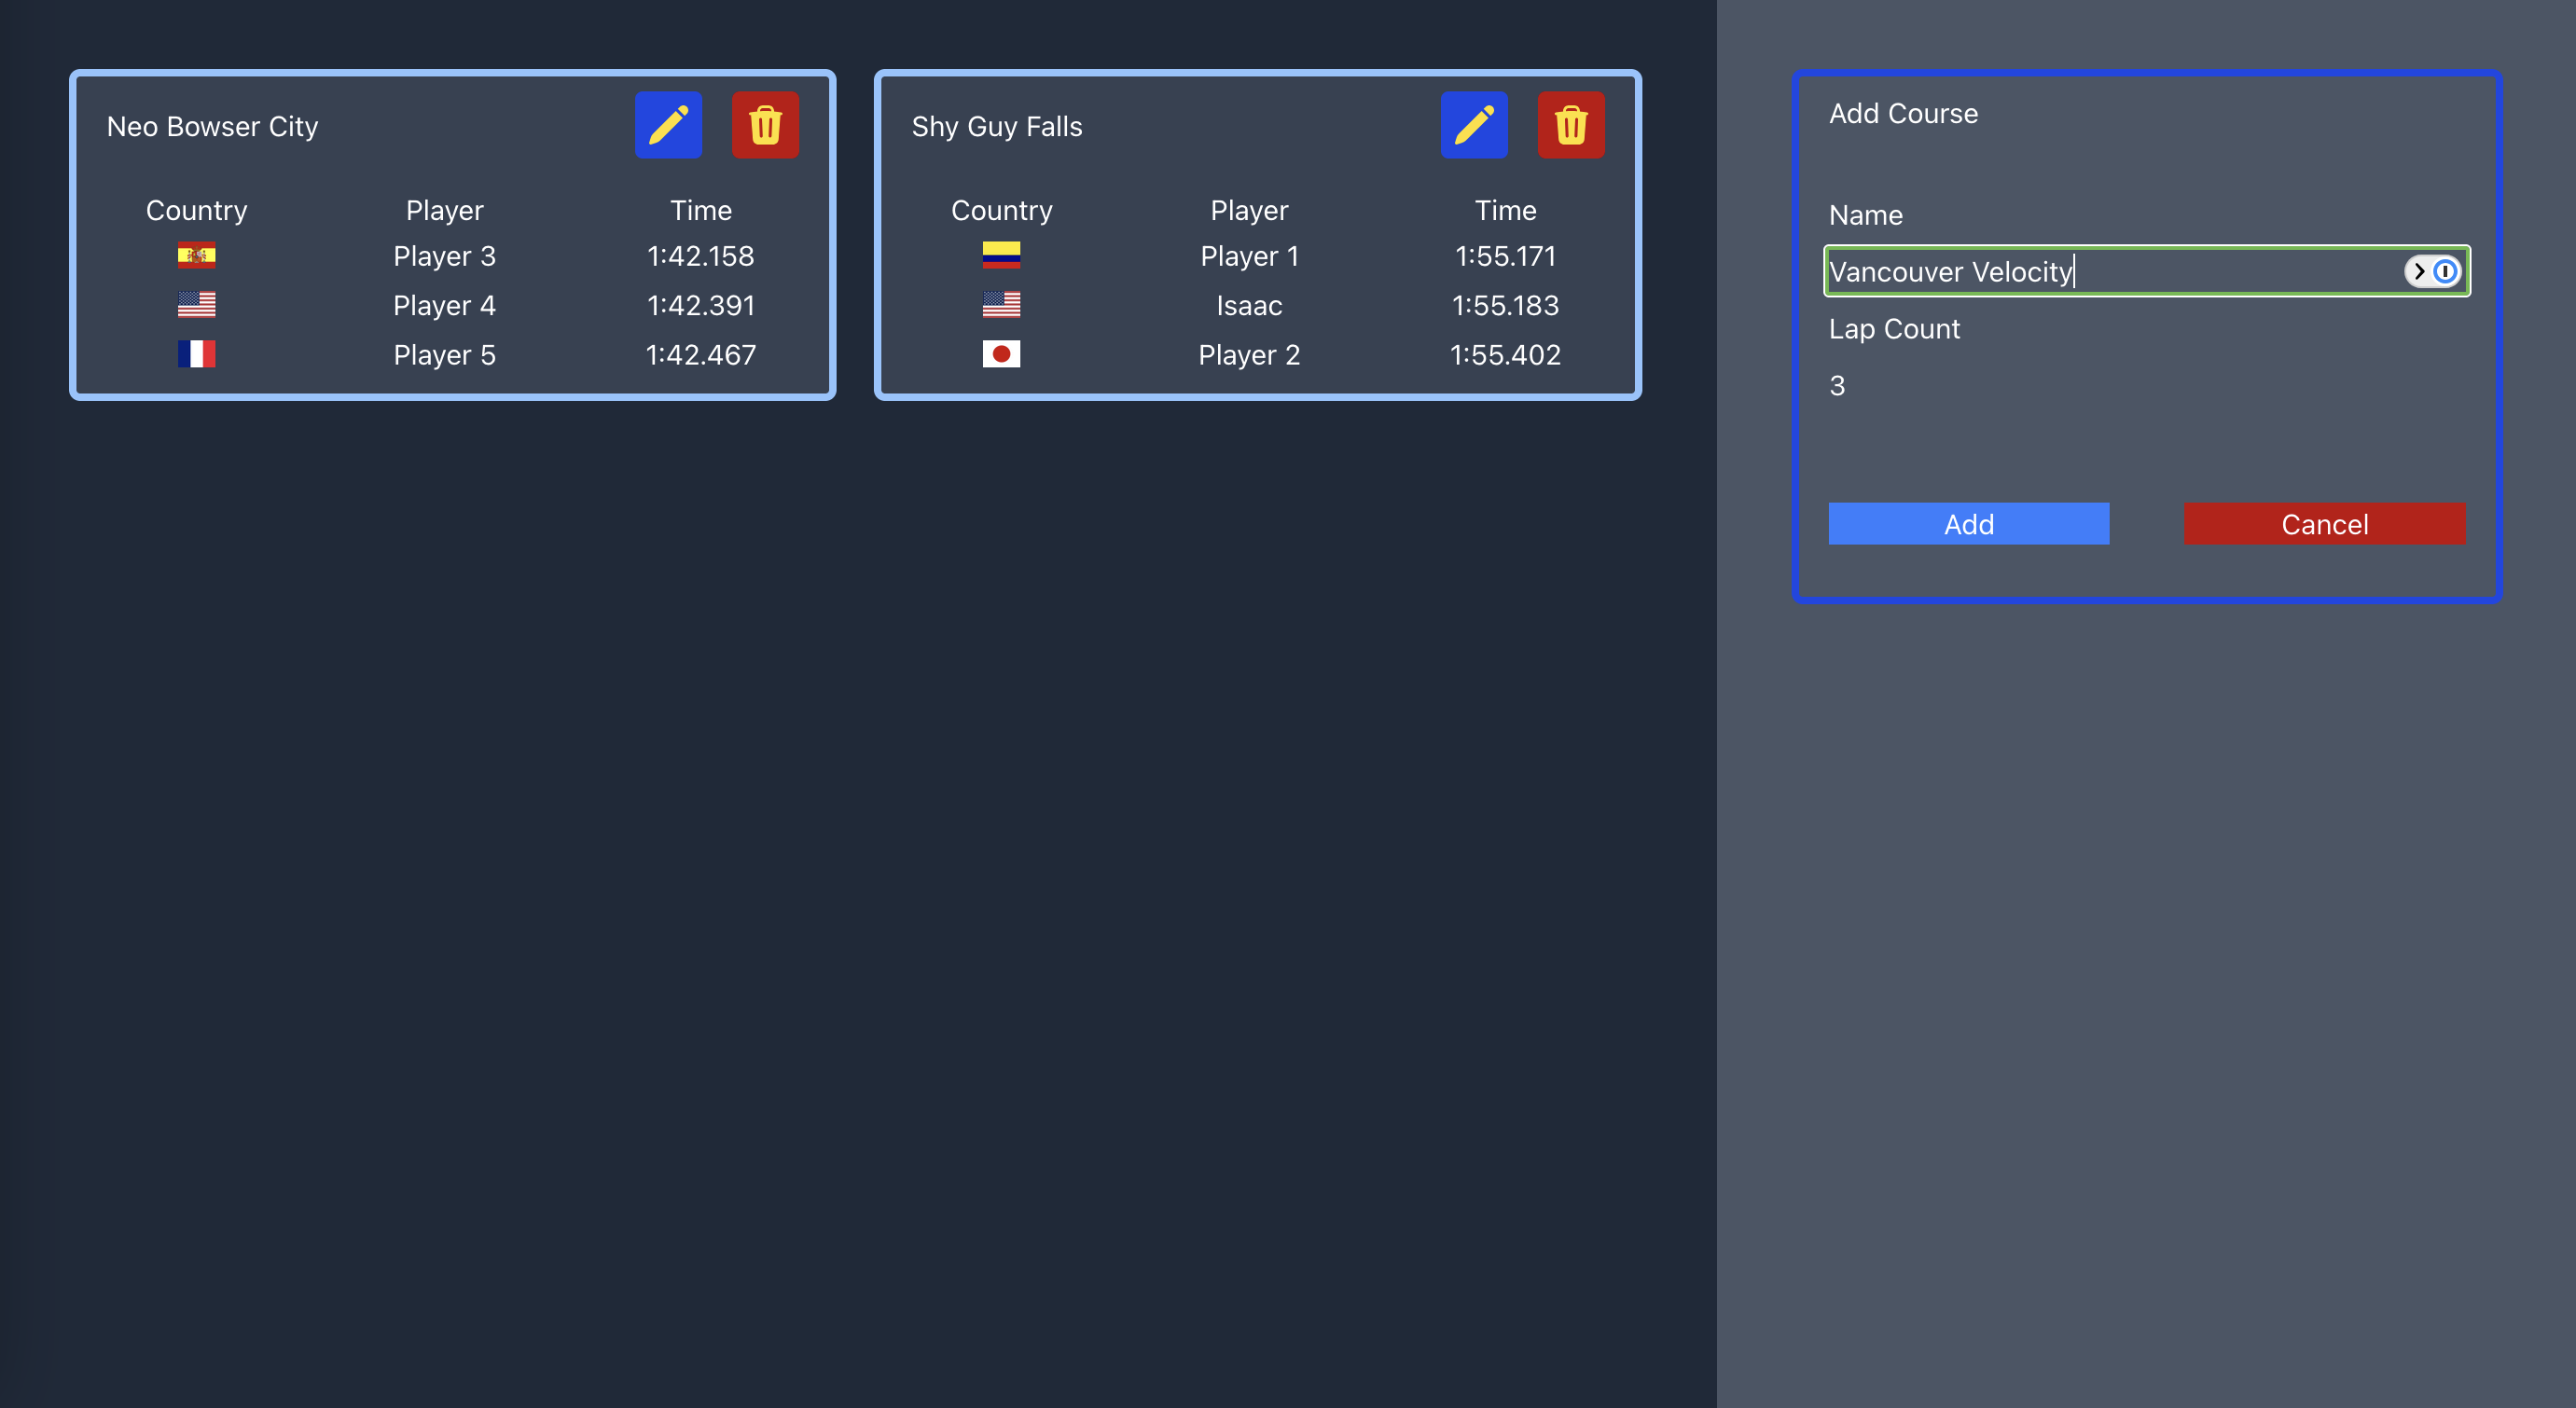 Neo Bowser City
Country Player Time
Player 3 1:42.158
Player 4 1:42.391
Player 5 1:42.467
Shy Guy Falls
Country Player Time
Player 1 1:55.171
Isaac 1:55.183
Player 2 1:55.402
Add Course
Name
Vancouver Velocity
Lap Count
3
Add Cancel